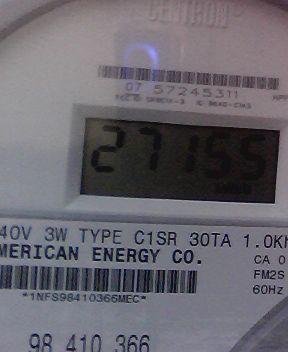 CENTRON®
07 57245311
27155
40V 3W TYPE C1SR 30TA 1.0Kh
MERICAN ENERGY CO.
CA 0
FM2S
*1NFS98410366MEC*
60Hz
98 410 366